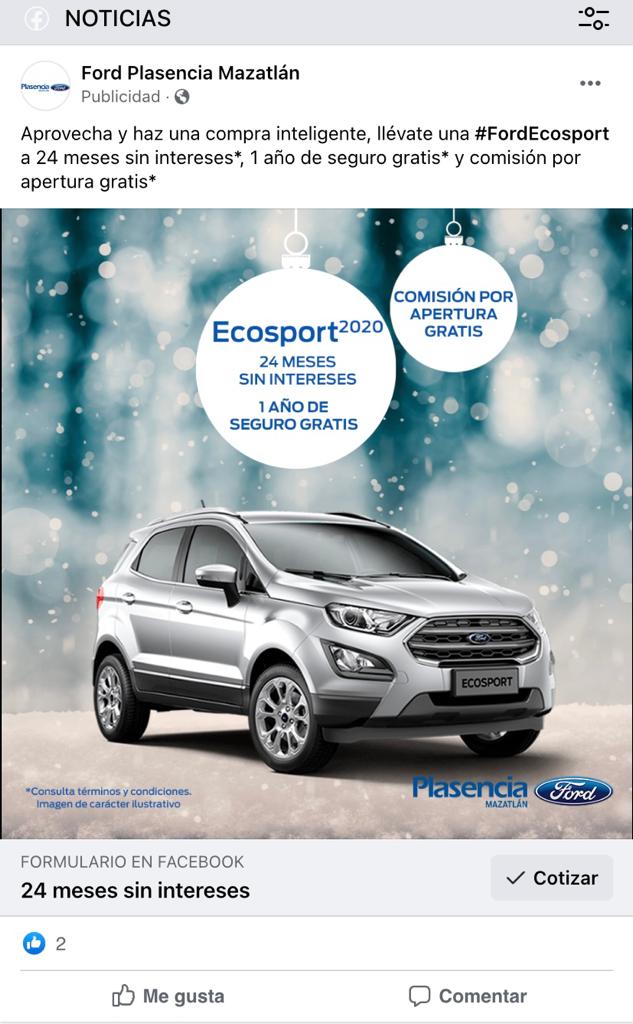 NOTICIAS
Plasencia Ford
Ford Plasencia Mazatlán
Publicidad ·
Aprovecha y haz una compra inteligente, llévate una #FordEcosport
a 24 meses sin intereses*, 1 año de seguro gratis* y comisión por
apertura gratis*
COMISIÓN POR
APERTURA
GRATIS
Ecosport2020
24 MESES
SIN INTERESES
1 AÑO DE
SEGURO GRATIS
Ford
ECOSPORT
*Consulta términos y condiciones.
Imagen de carácter ilustrativo
Plasencia Ford
MAZATLÁN
FORMULARIO EN FACEBOOK
24 meses sin intereses
Cotizar
2
Me gusta
Comentar